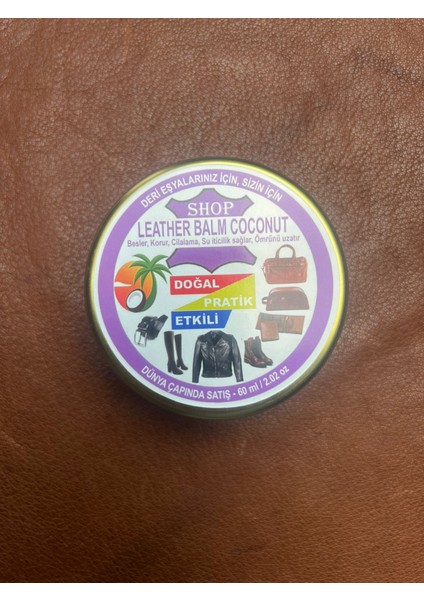 DERİ EŞYALARINIZ İÇİN, SİZİN İÇİN
SHOP
LEATHER BALM COCONUT
Besler, Korur, Cilalama, Su iticilik sağlar, Ömrünü uzatır
DOĞAL
PRATİK
ETKİLİ
DÜNYA ÇAPINDA SATIŞ - 60 ml / 2.02 oz